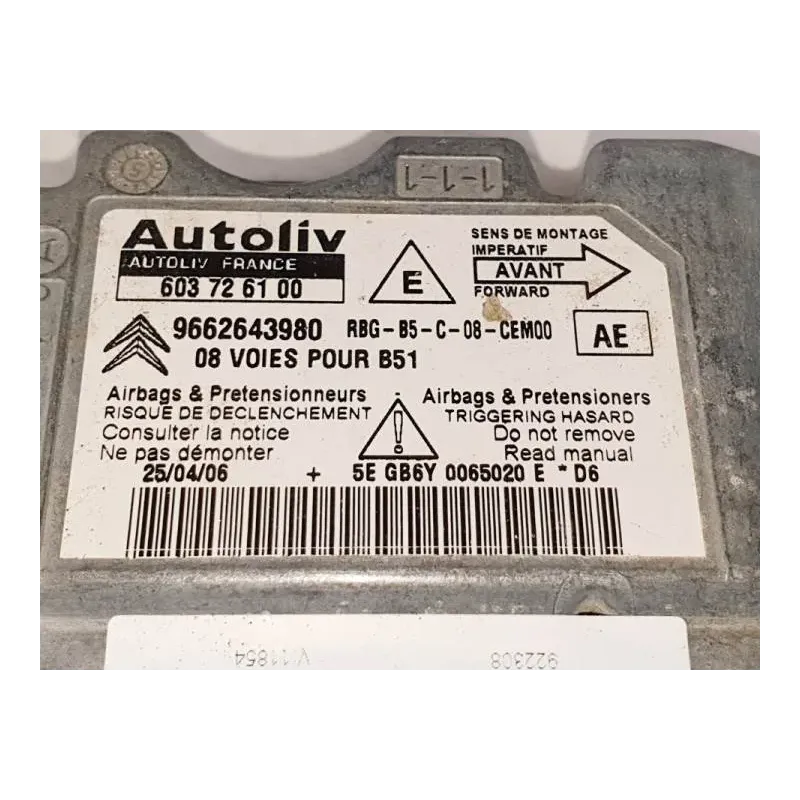 1-1-1
Autoliv
AUTOLIV FRANCE
603 72 61 00
E
SENS DE MONTAGE
IMPERATIF
AVANT
FORWARD
9662643980 RBG-B5-C-08-CEM00
AE
08 VOIES POUR B51
Airbags & Pretensionneurs
RISQUE DE DECLENCHEMENT
Consulter la notice
Ne pas démonter
!
Airbags & Pretensioners
TRIGGERING HASARD
Do not remove
Read manual
25/04/06 + 5E GB6Y 0065020 E * D6
922308
11854